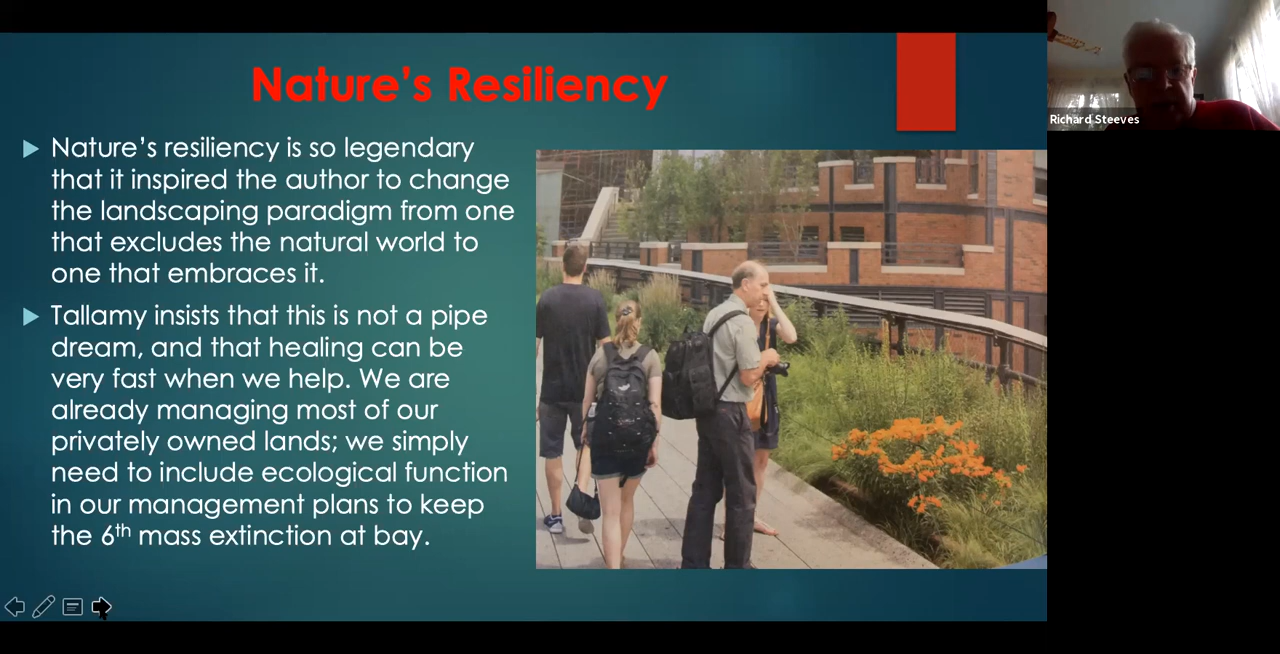 Nature’s Resiliency
Nature’s resiliency is so legendary
that it inspired the author to change
the landscaping paradigm from one
that excludes the natural world to
one that embraces it.
Tallamy insists that this is not a pipe
dream, and that healing can be
very fast when we help. We are
already managing most of our
privately owned lands; we simply
need to include ecological function
in our management plans to keep
the 6th mass extinction at bay.
Richard Steeves